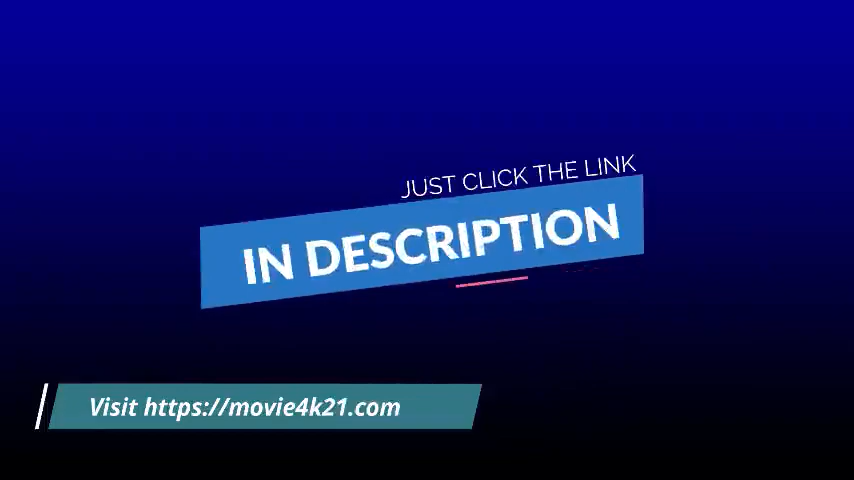 JUST CLICK THE LINK
IN DESCRIPTION
Visit https://movie4k21.com